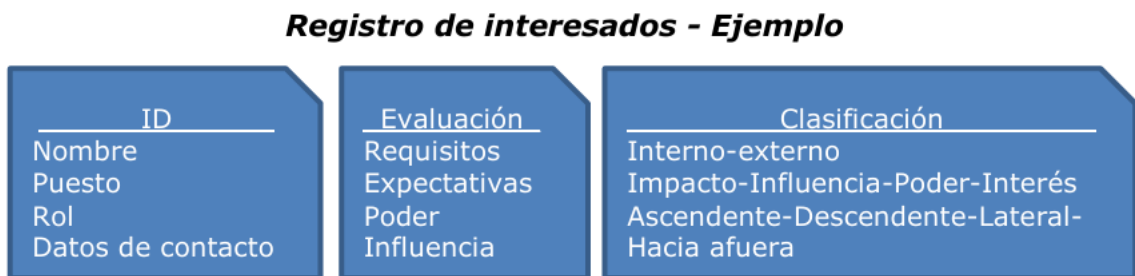 Registro de interesados - Ejemplo
ID
Nombre
Puesto
Rol
Datos de contacto
Evaluación
Requisitos
Expectativas
Poder
Influencia
Clasificación
Interno-externo
Impacto-Influencia-Poder-Interés
Ascendente-Descendente-Lateral-
Hacia afuera